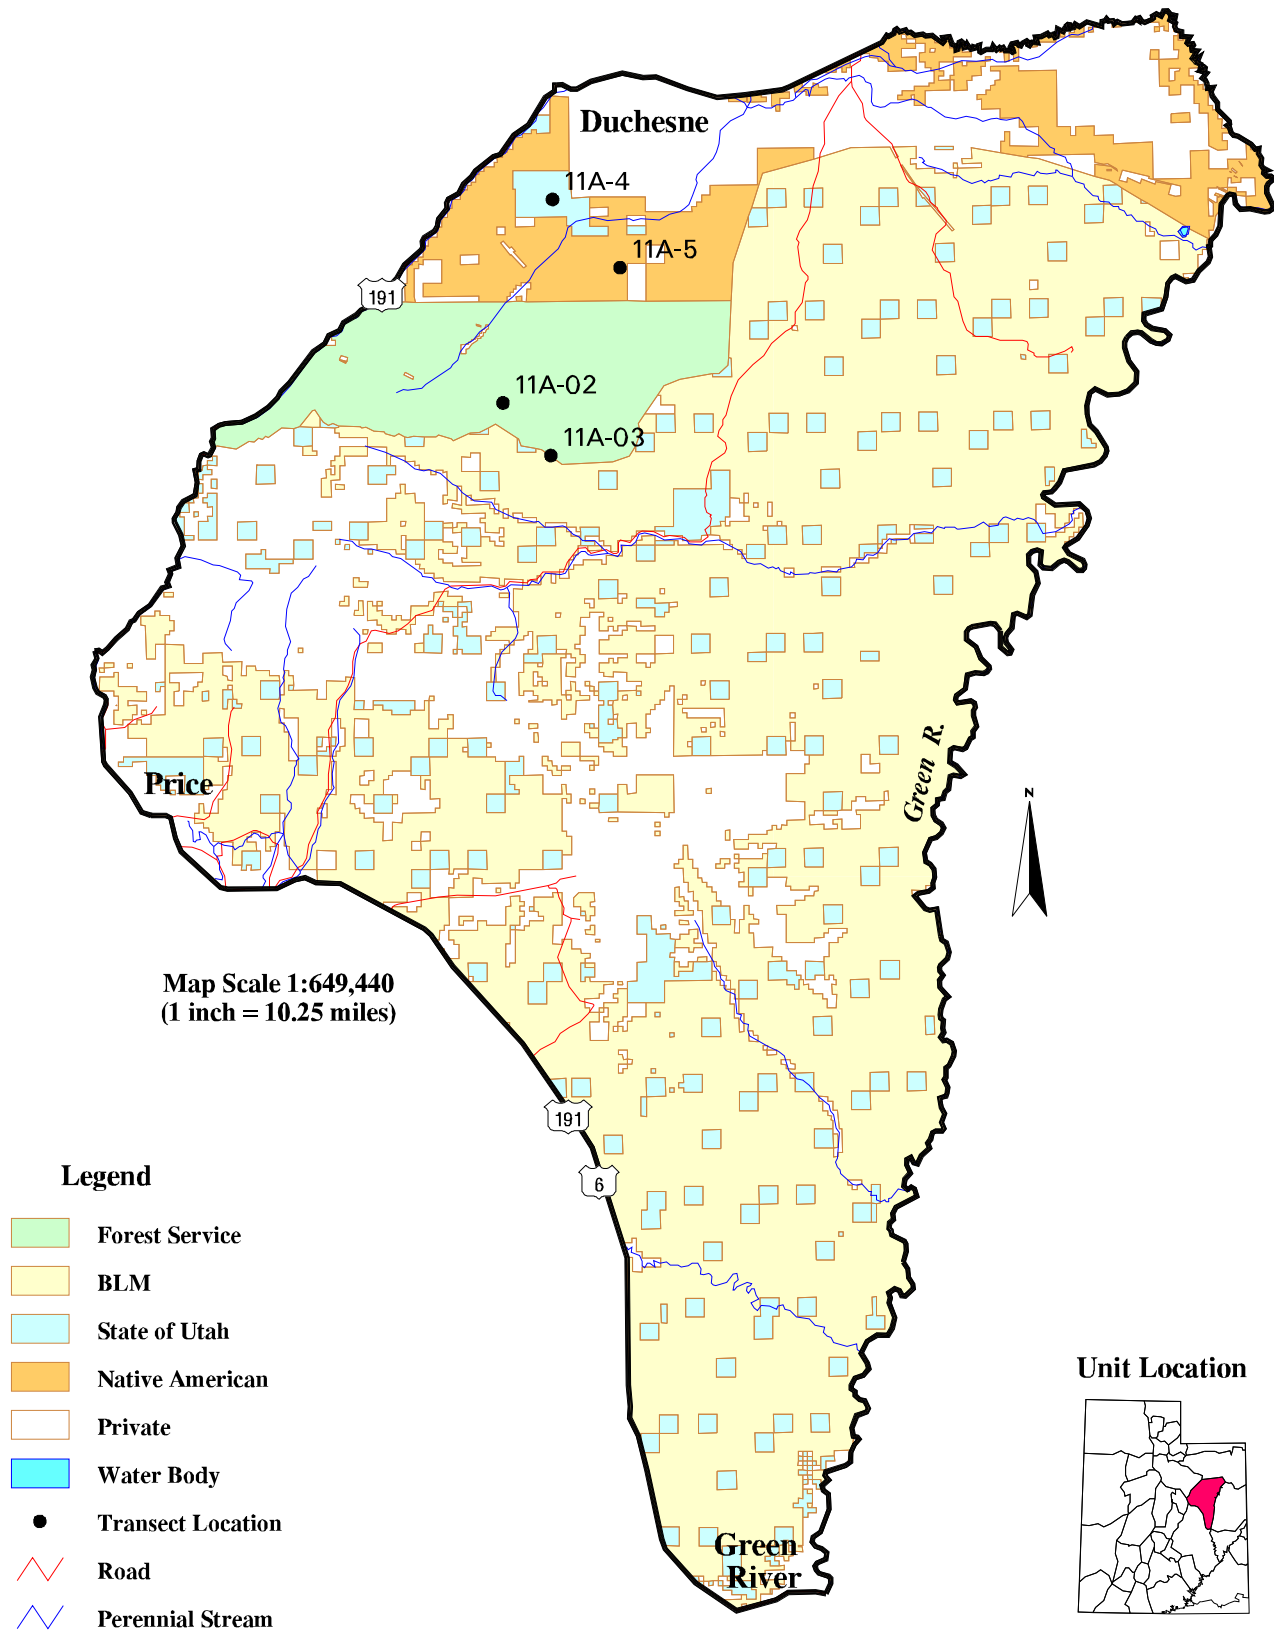 Duchesne
11A-4
11A-5
191
11A-02
11A-03
Green R.
Price
N
Map Scale 1:649,440
(1 inch = 10.25 miles)
191
6
Legend
Forest Service
BLM
State of Utah
Native American
Private
Water Body
Transect Location
Road
Perennial Stream
Unit Location
Green
River